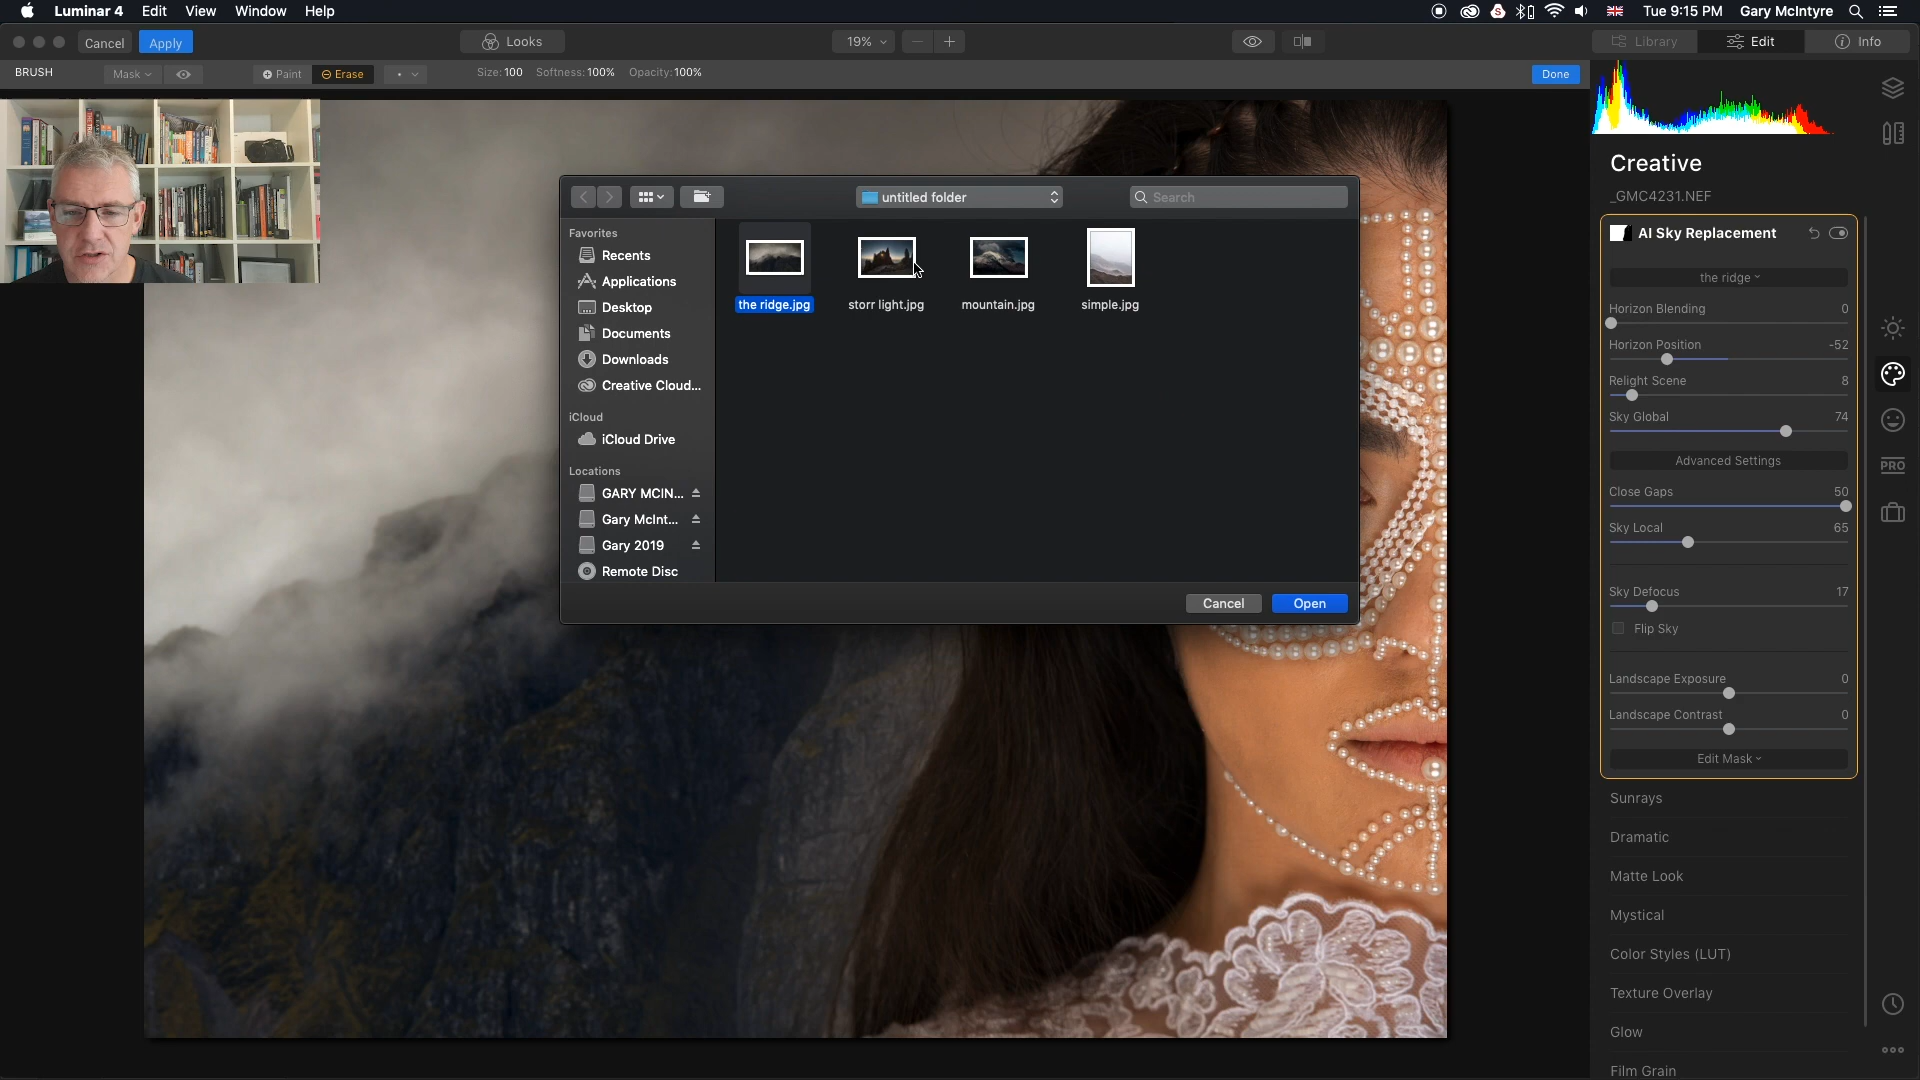 Luminar 4 Edit View Window Help
Tue 9:15 PM Gary McIntyre
Cancel Apply
Looks
19%
Library Edit Info
BRUSH Mask Paint Erase
Size:100 Softness:100% Opacity:100%
Done
untitled folder
Search
Favorites
Recents
Applications
Desktop
Documents
Downloads
Creative Cloud...
iCloud
iCloud Drive
Locations
GARY MCIN...
Gary McInt...
Gary 2019
Remote Disc
the ridge.jpg storr light.jpg mountain.jpg simple.jpg
Cancel Open
Creative
_GMC4231.NEF
AI Sky Replacement
the ridge
Horizon Blending 0
Horizon Position -52
Relight Scene 8
Sky Global 74
Advanced Settings
Close Gaps 50
Sky Local 65
Sky Defocus 17
Flip Sky
Landscape Exposure 0
Landscape Contrast 0
Edit Mask
Sunrays
Dramatic
Matte Look
Mystical
Color Styles (LUT)
Texture Overlay
Glow
Film Grain
PRO